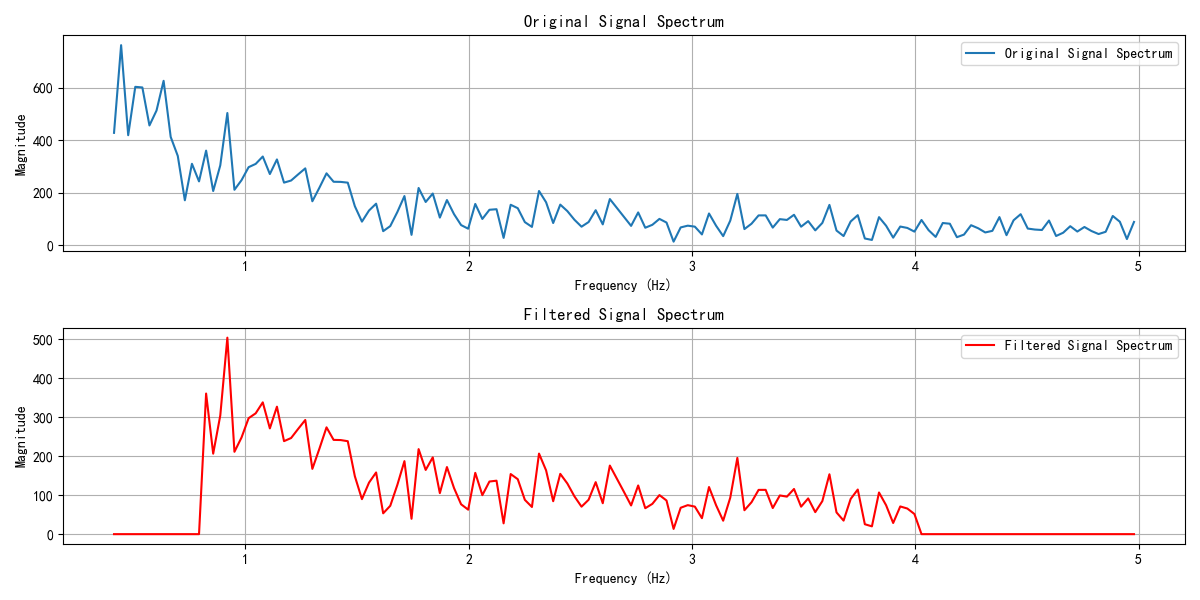 Original Signal Spectrum
Original Signal Spectrum
Magnitude
600
400
200
0
1 2 3 4 5
Frequency (Hz)
Filtered Signal Spectrum
Filtered Signal Spectrum
Magnitude
500
400
300
200
100
0
1 2 3 4 5
Frequency (Hz)